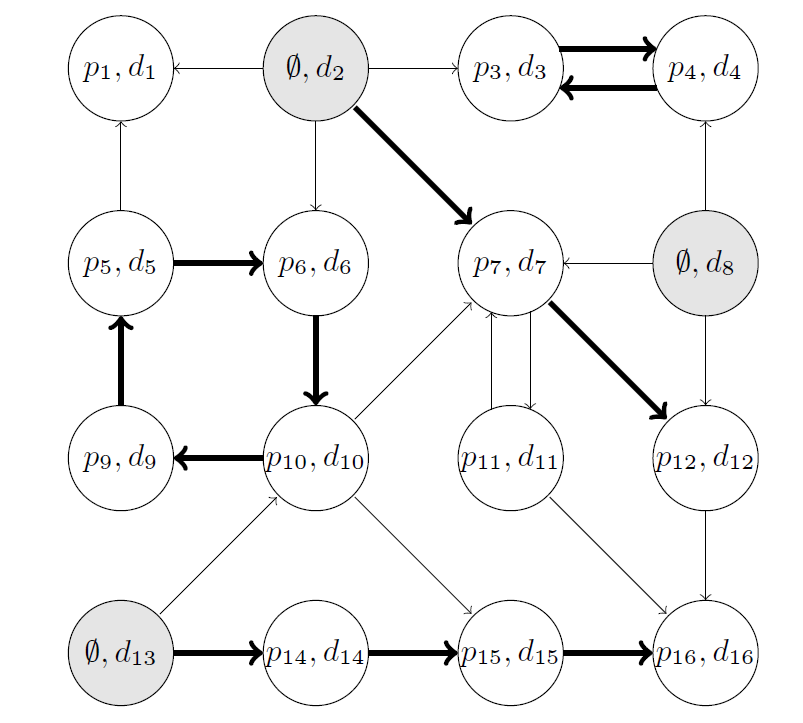 p₁, d₁ ∅, d₂ p₃, d₃ p₄, d₄
p₅, d₅ p₆, d₆ p₇, d₇ ∅, d₈
p₉, d₉ p₁₀, d₁₀ p₁₁, d₁₁ p₁₂, d₁₂
∅, d₁₃ p₁₄, d₁₄ p₁₅, d₁₅ p₁₆, d₁₆